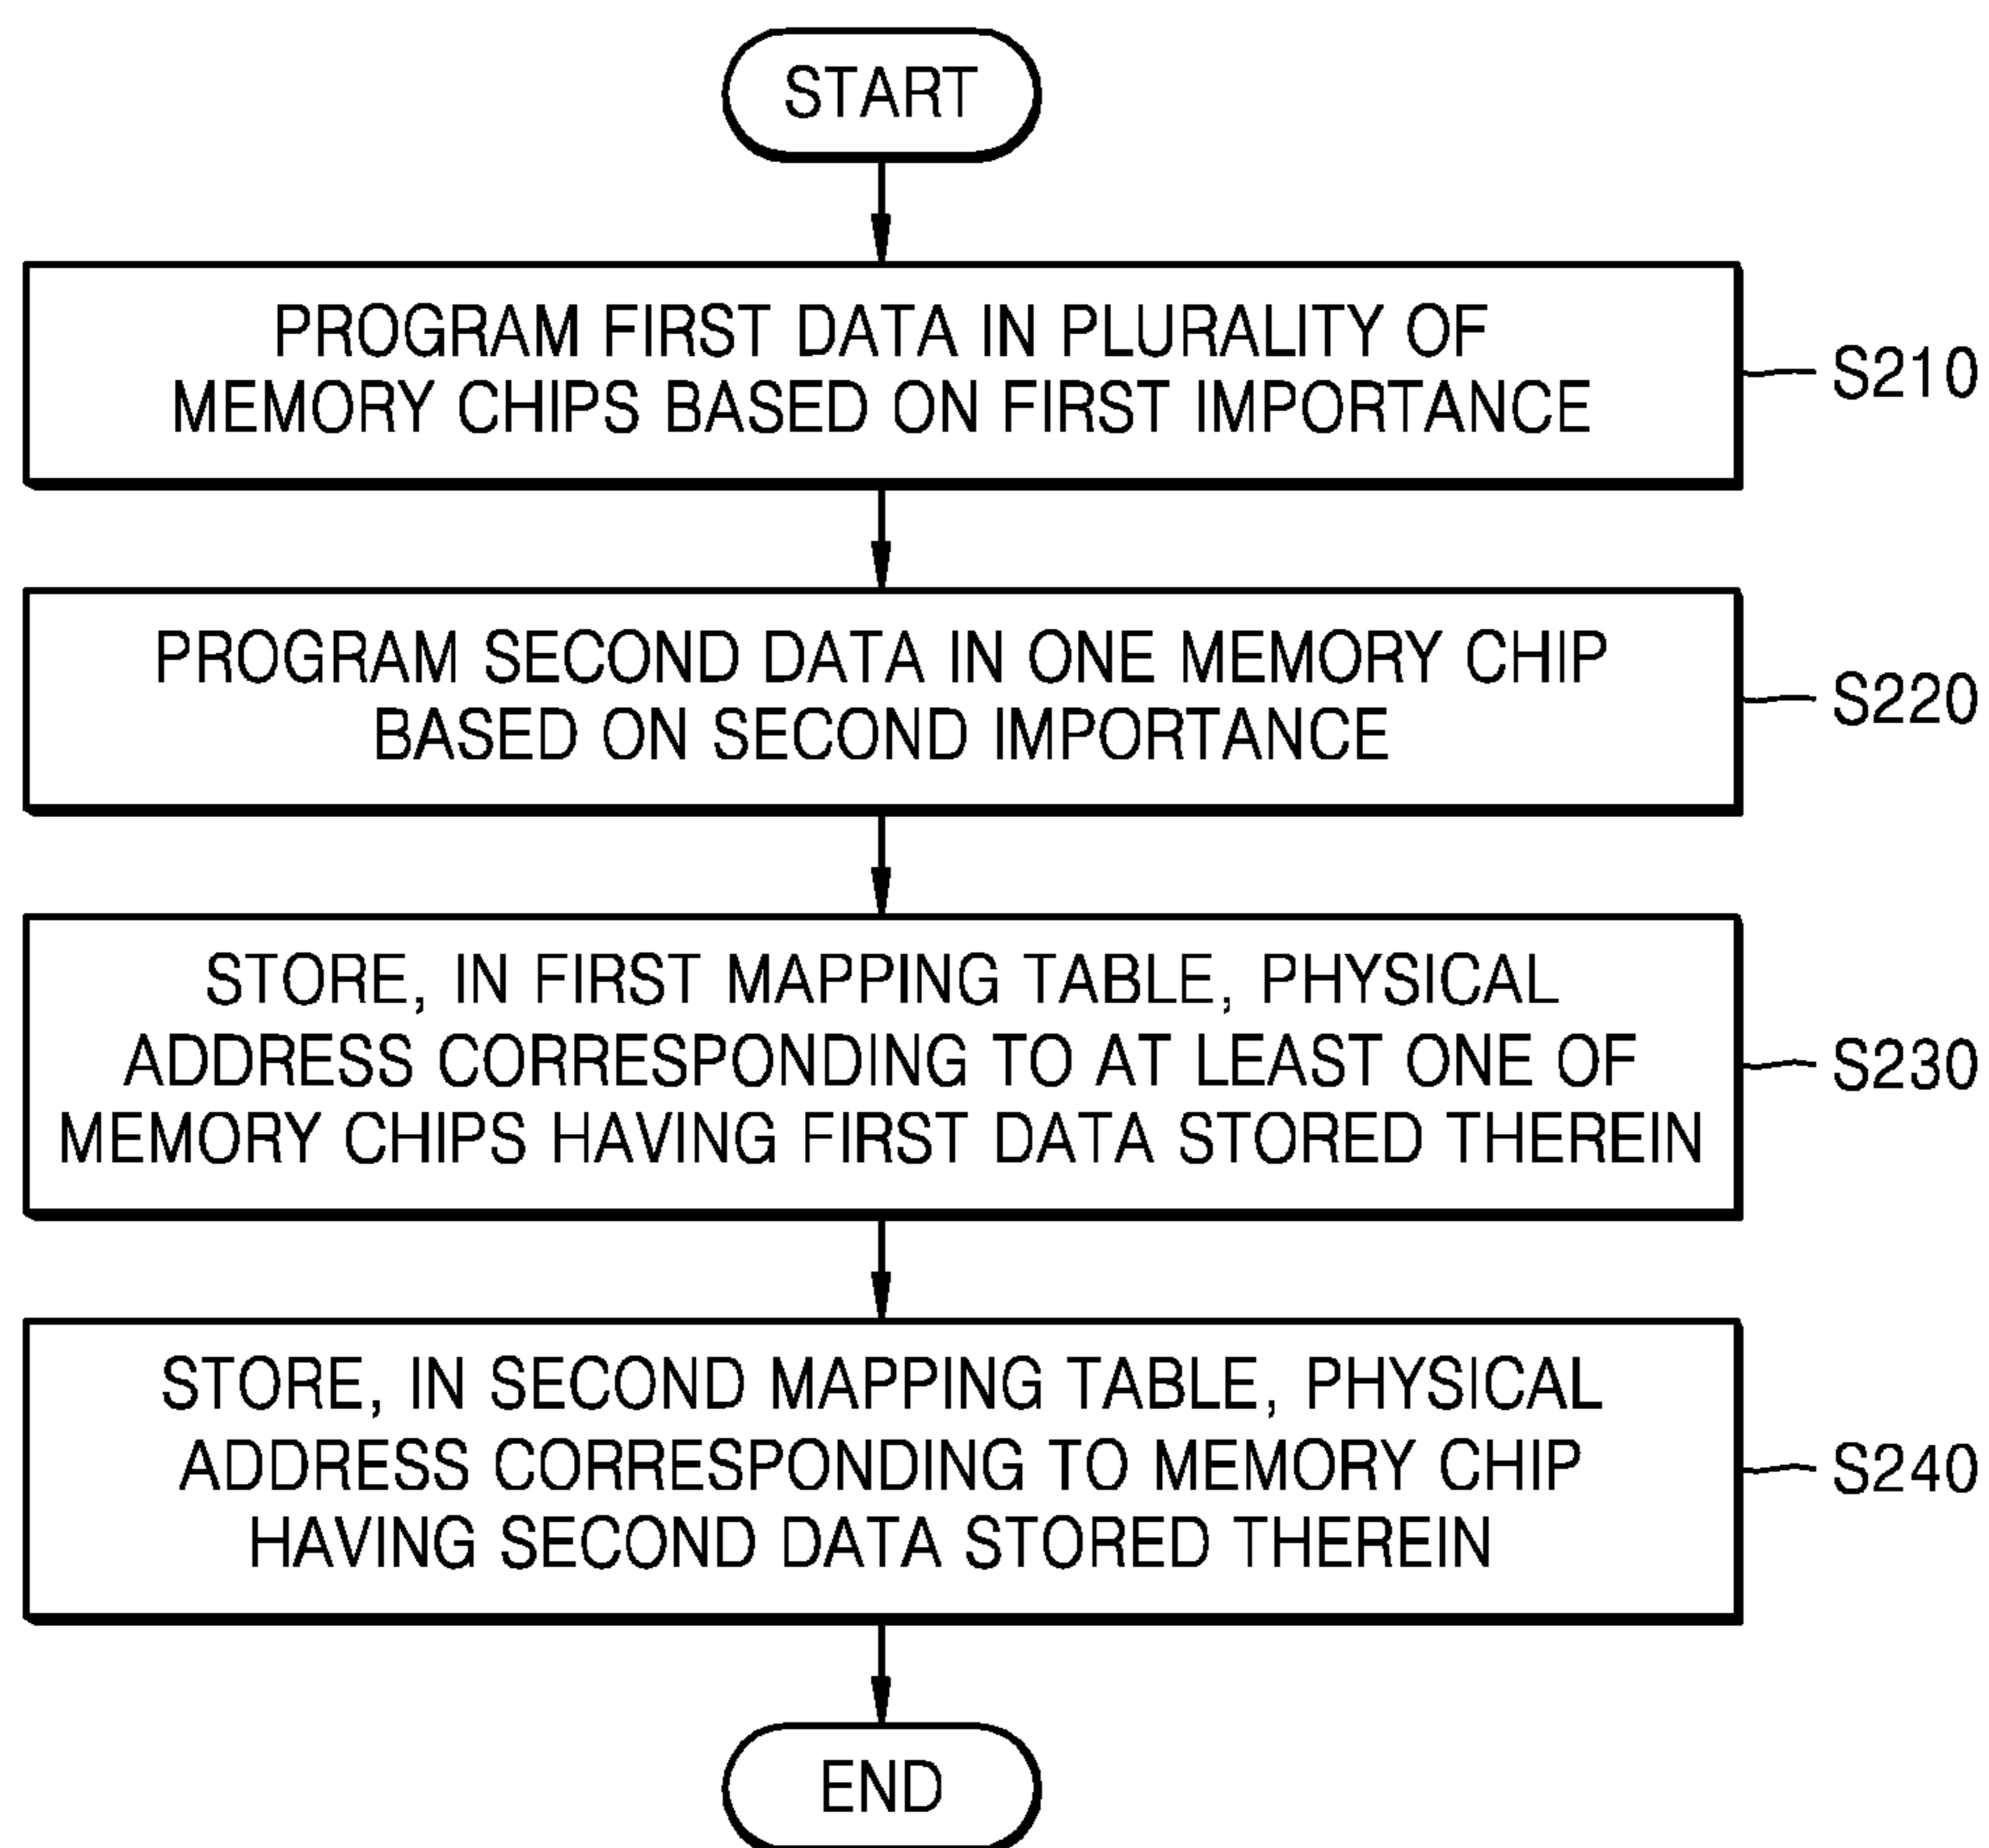 START
PROGRAM FIRST DATA IN PLURALITY OF
MEMORY CHIPS BASED ON FIRST IMPORTANCE
S210
PROGRAM SECOND DATA IN ONE MEMORY CHIP
BASED ON SECOND IMPORTANCE
S220
STORE, IN FIRST MAPPING TABLE, PHYSICAL
ADDRESS CORRESPONDING TO AT LEAST ONE OF
MEMORY CHIPS HAVING FIRST DATA STORED THEREIN
S230
STORE, IN SECOND MAPPING TABLE, PHYSICAL
ADDRESS CORRESPONDING TO MEMORY CHIP
HAVING SECOND DATA STORED THEREIN
S240
END